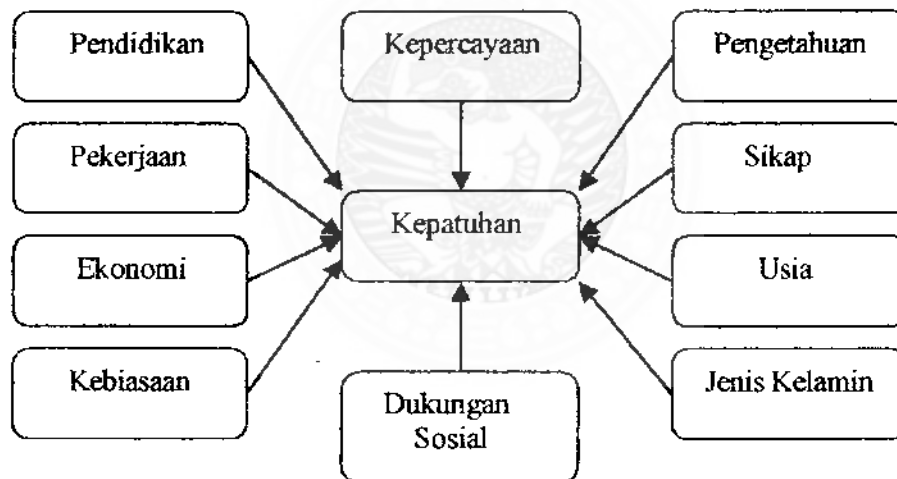 Pendidikan
Kepercayaan
Pengetahuan
Pekerjaan
Sikap
Kepatuhan
Ekonomi
Usia
Kebiasaan
Dukungan
Sosial
Jenis Kelamin